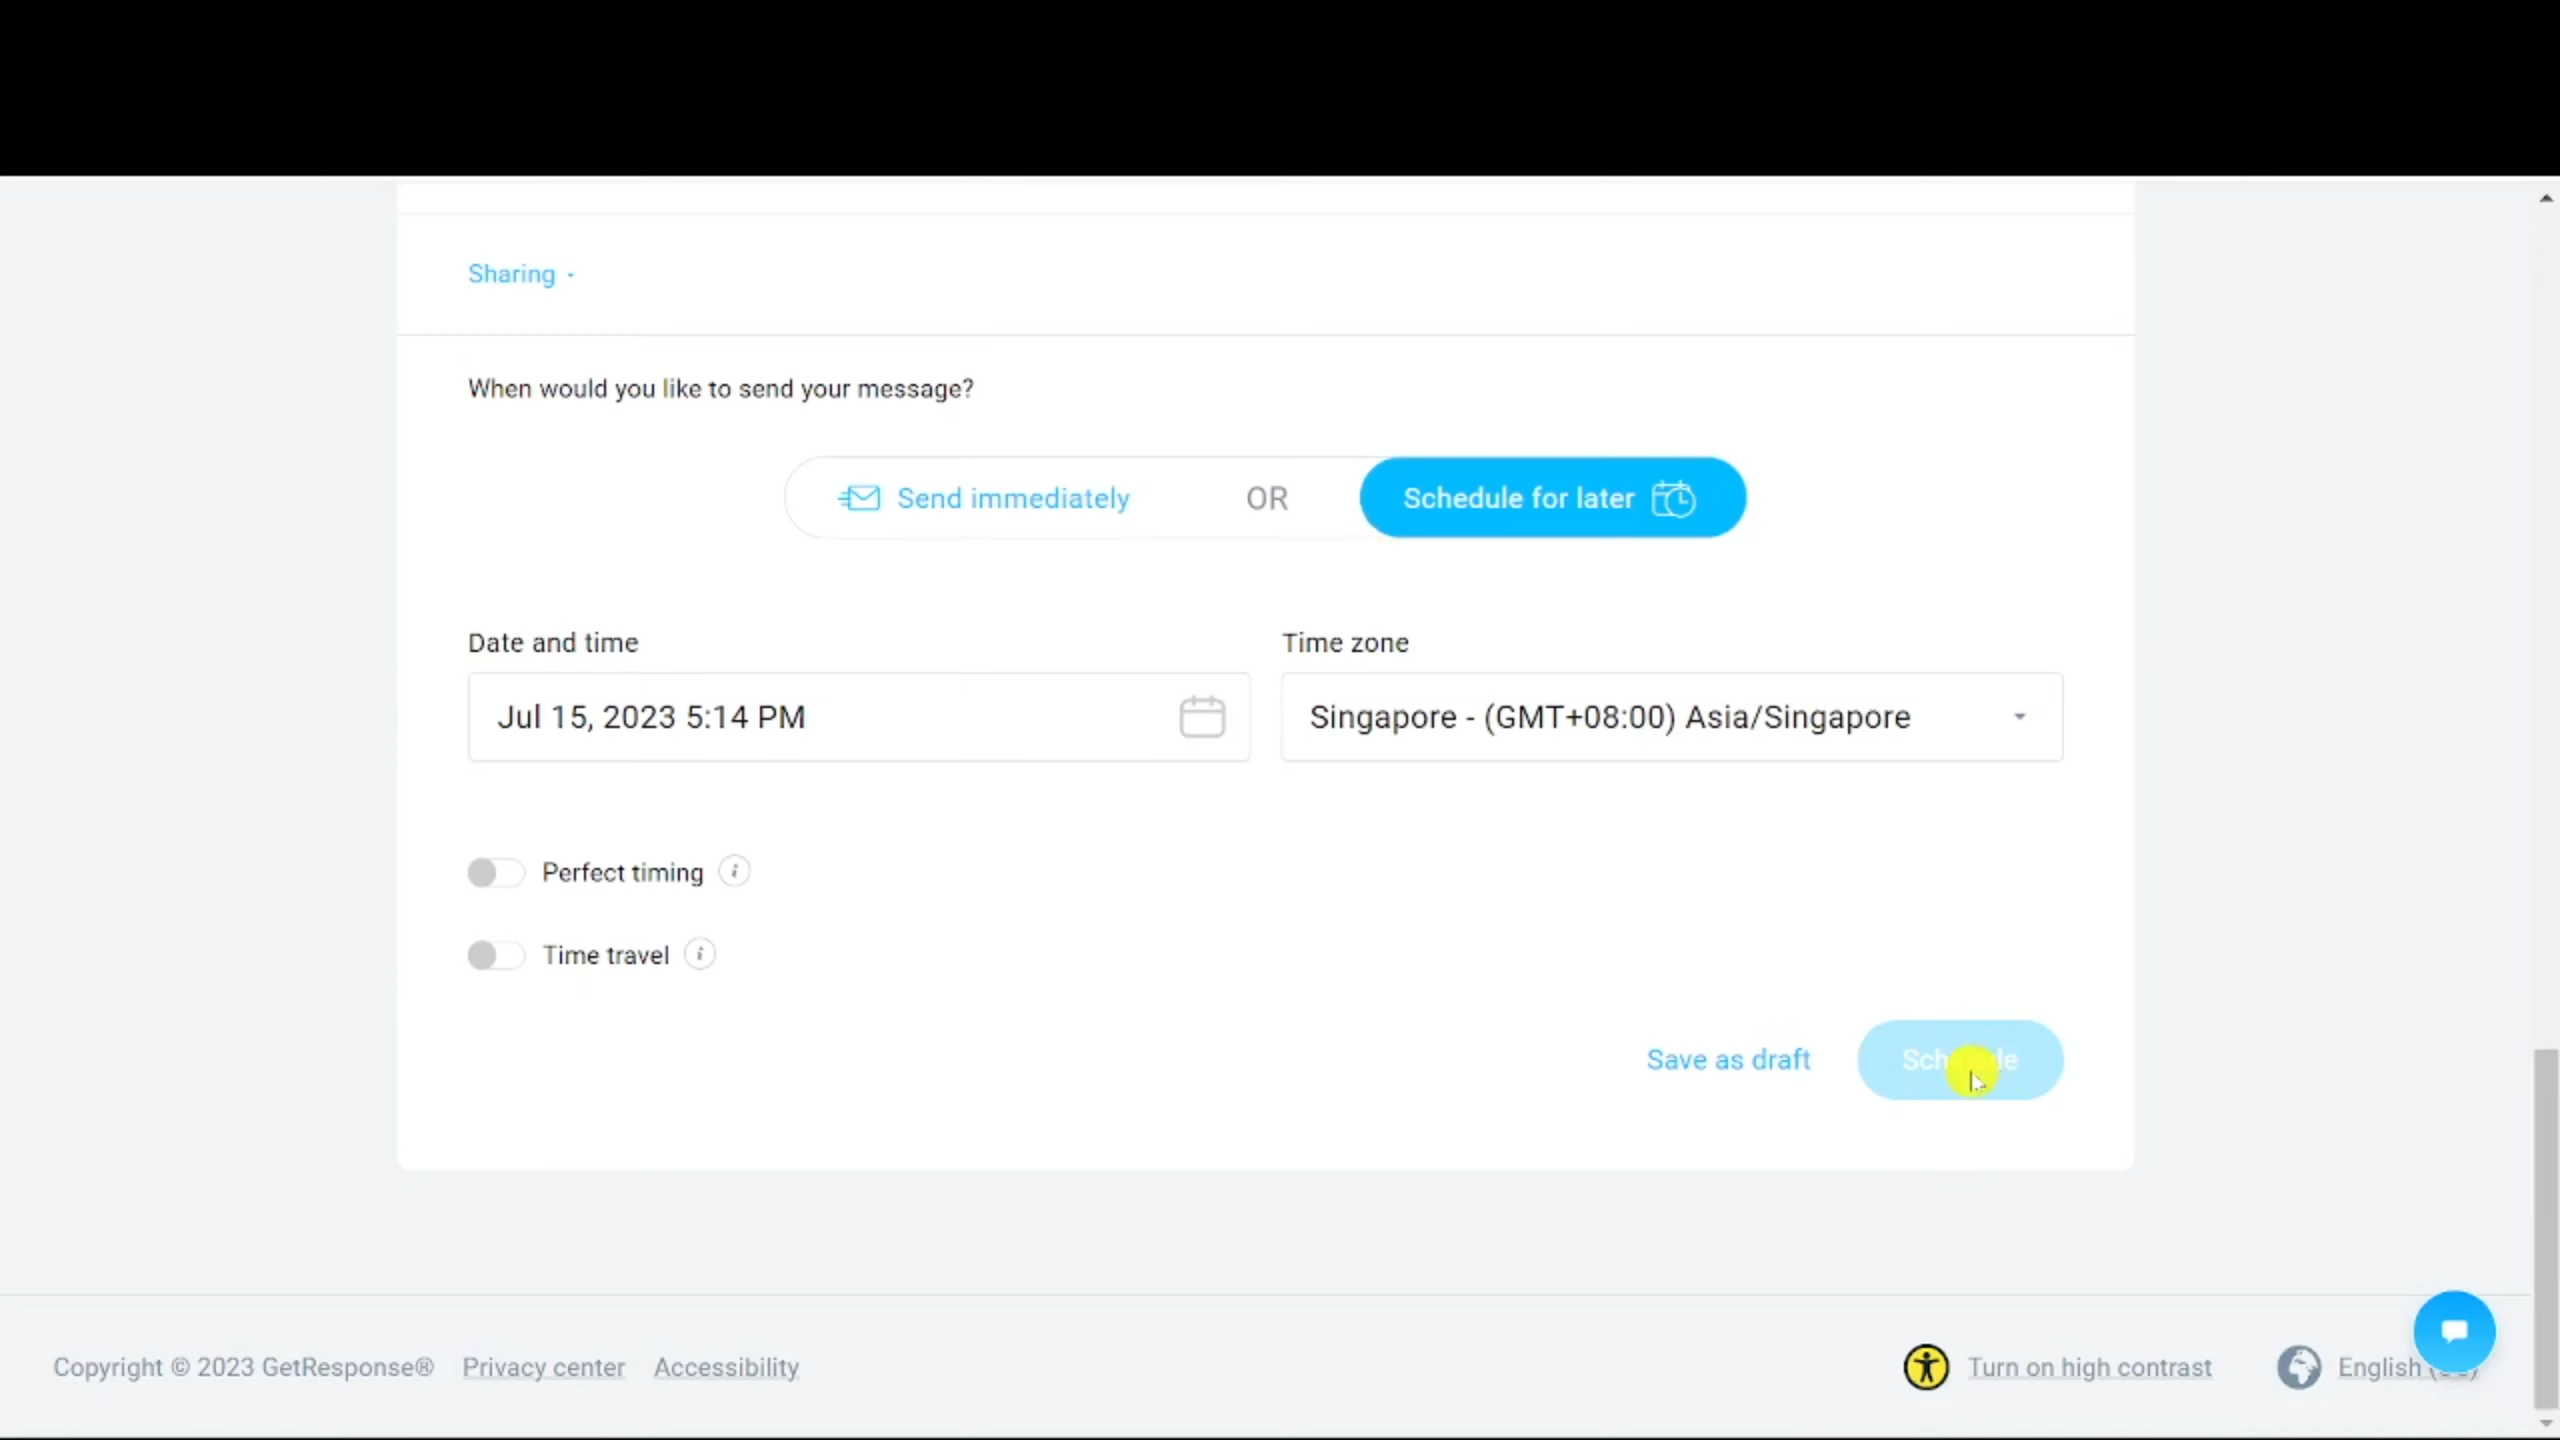 Sharing
When would you like to send your message?
Send immediately OR Schedule for later
Date and time Time zone
Jul 15, 2023 5:14 PM Singapore - (GMT+08:00) Asia/Singapore
Perfect timing
Time travel
Save as draft Schedule
Copyright © 2023 GetResponse® Privacy center Accessibility Turn on high contrast English